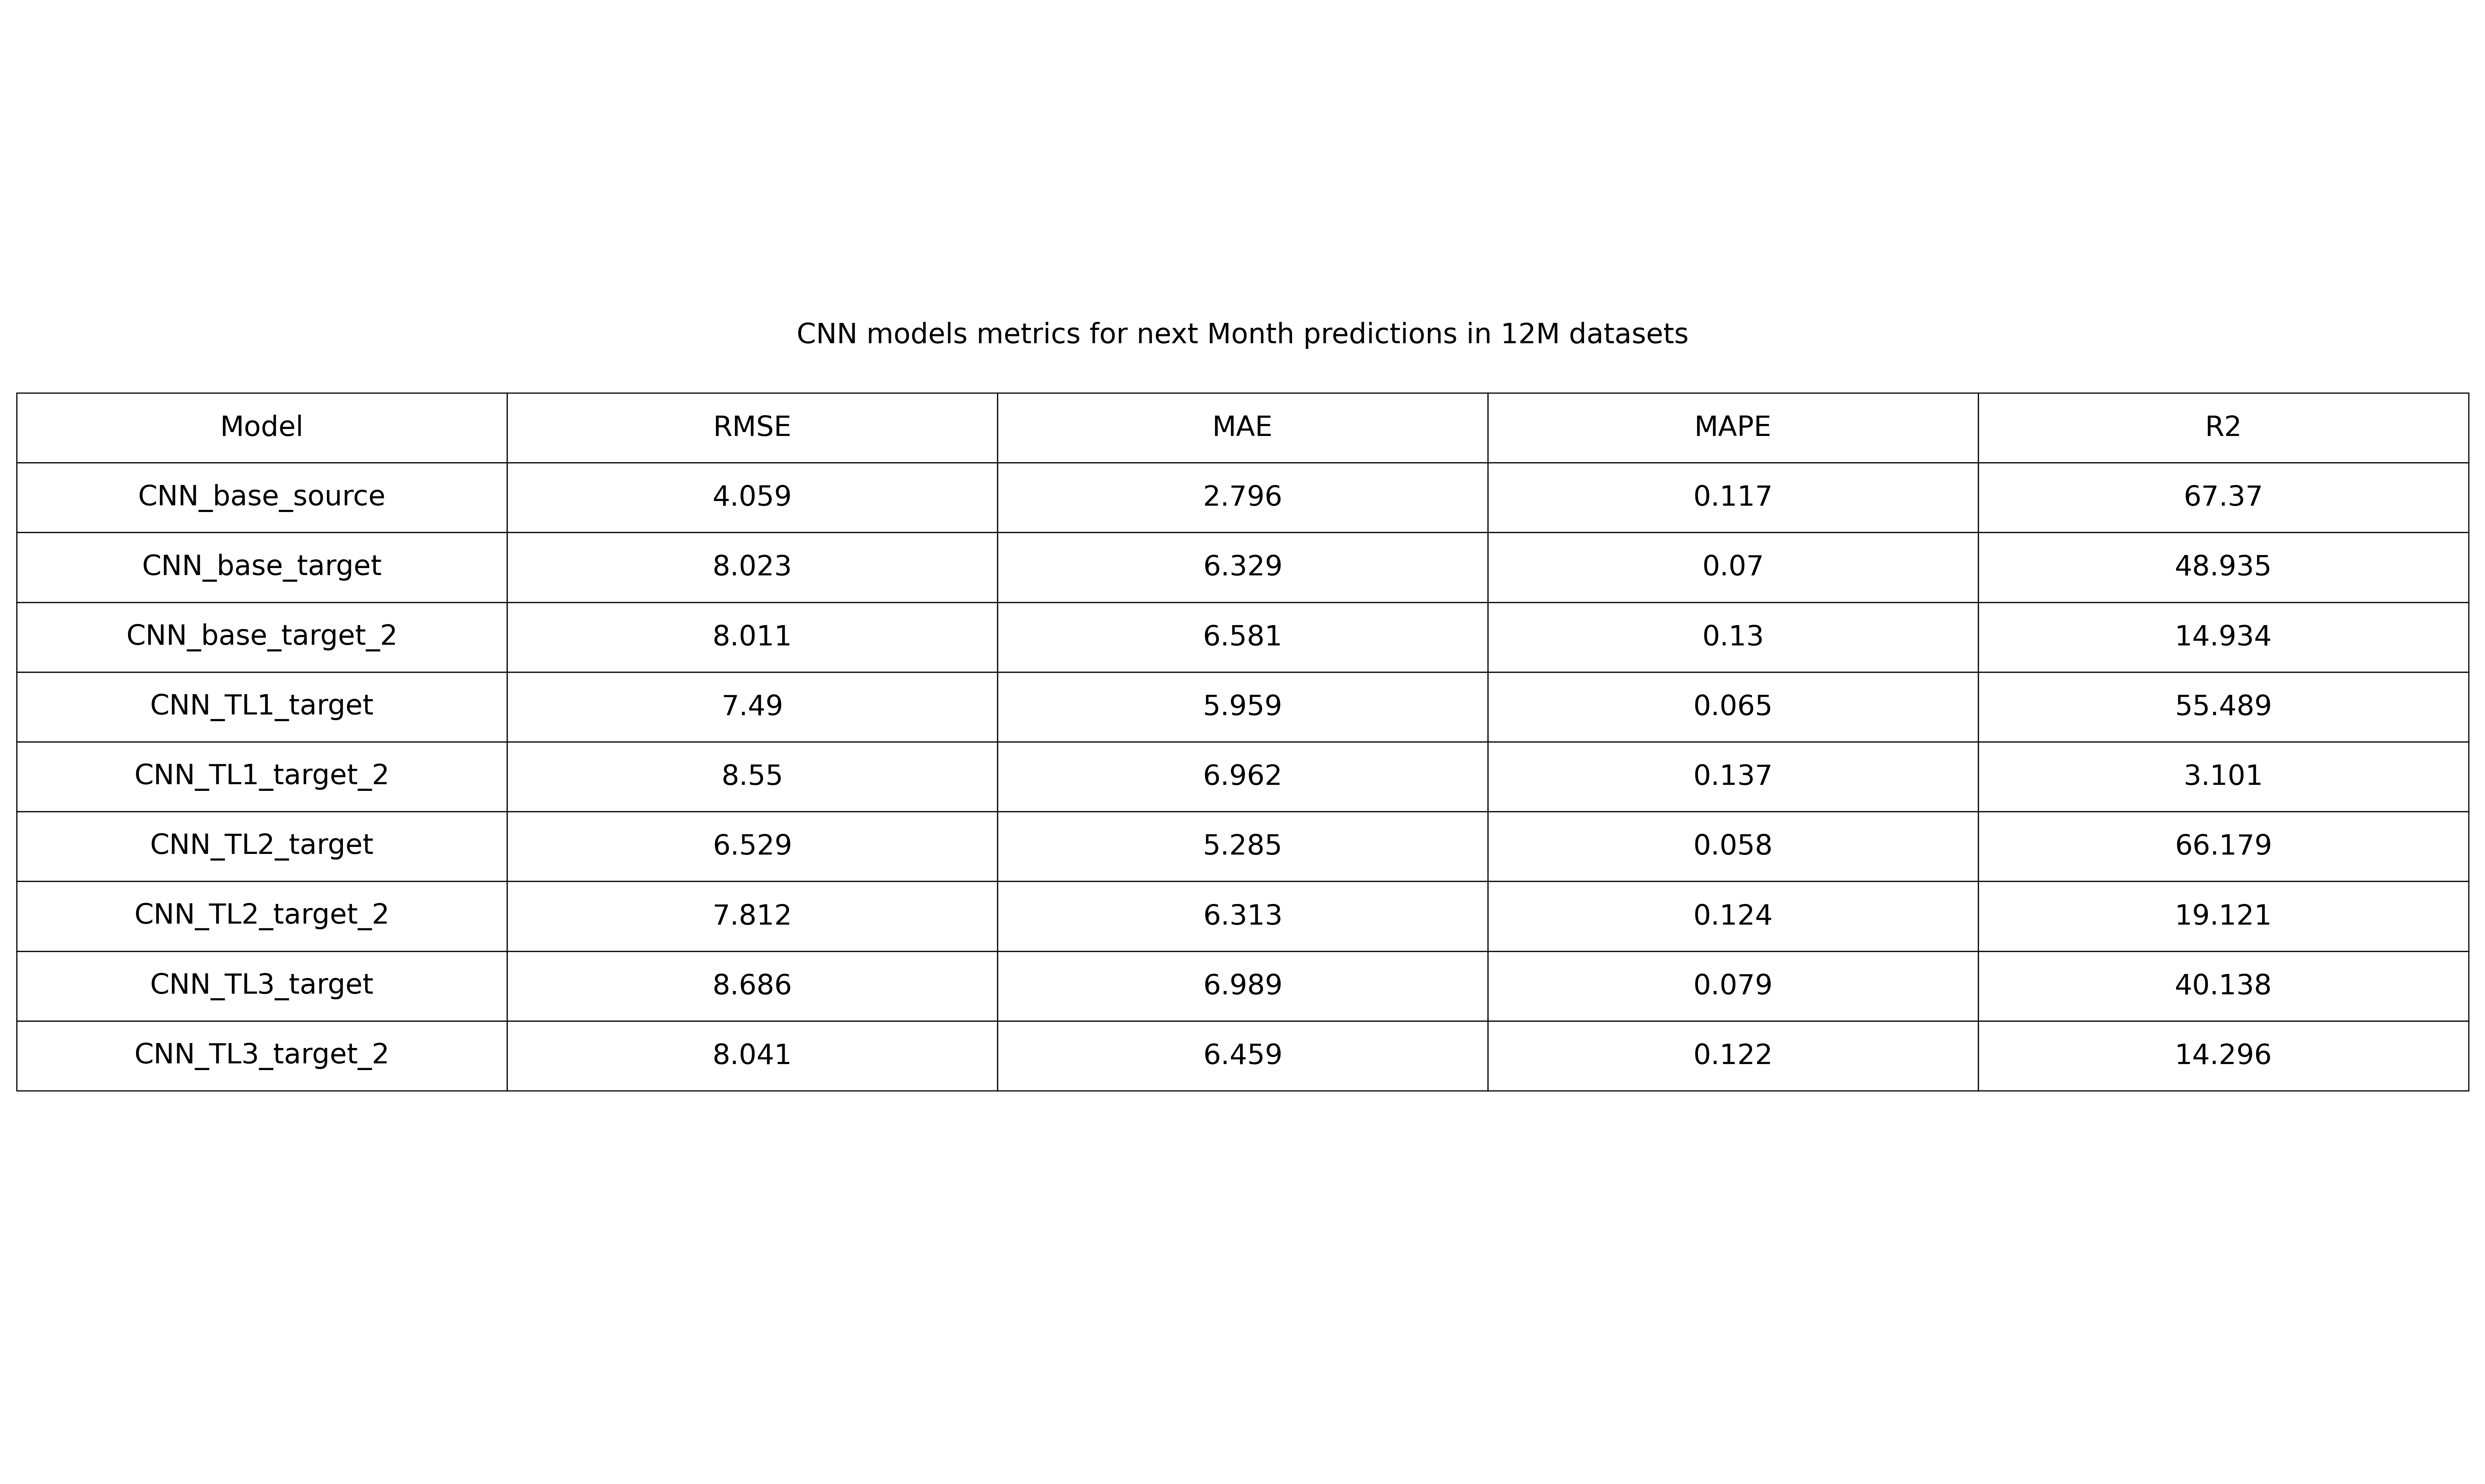 CNN models metrics for next Month predictions in 12M datasets
Model RMSE MAE MAPE R2
CNN_base_source 4.059 2.796 0.117 67.37
CNN_base_target 8.023 6.329 0.07 48.935
CNN_base_target_2 8.011 6.581 0.13 14.934
CNN_TL1_target 7.49 5.959 0.065 55.489
CNN_TL1_target_2 8.55 6.962 0.137 3.101
CNN_TL2_target 6.529 5.285 0.058 66.179
CNN_TL2_target_2 7.812 6.313 0.124 19.121
CNN_TL3_target 8.686 6.989 0.079 40.138
CNN_TL3_target_2 8.041 6.459 0.122 14.296